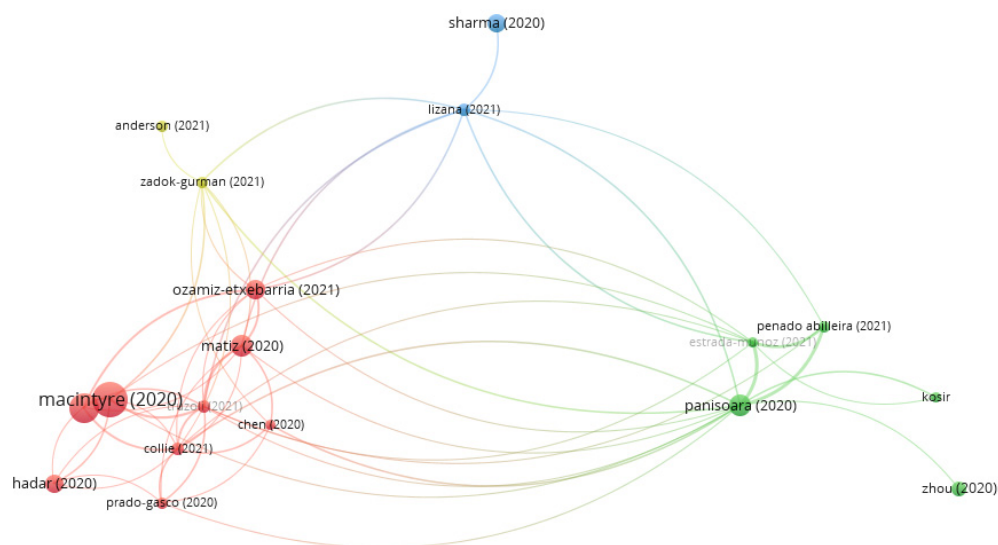 sharma (2020)
lizana (2021)
anderson (2021)
zadok-gurman (2021)
ozamiz-etxebarria (2021)
penado abilleira (2021)
estrada-munoz (2021)
matiz (2020)
macintyre (2020)
(2021)
panisoara (2020)
kosir
chen (2020)
collie (2021)
hadar (2020)
zhou (2020)
prado-gasco (2020)